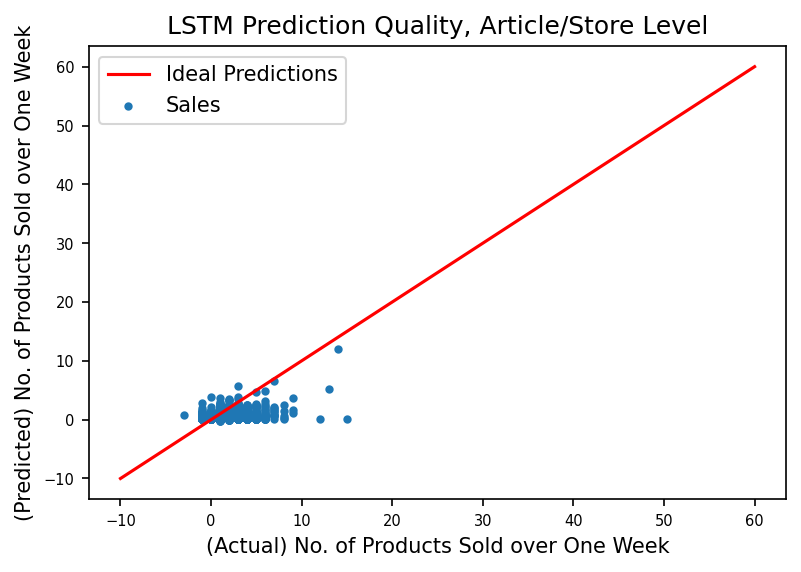 LSTM Prediction Quality, Article/Store Level
Ideal Predictions
Sales
(Predicted) No. of Products Sold over One Week
60
50
40
30
20
10
0
−10
−10 0 10 20 30 40 50 60
(Actual) No. of Products Sold over One Week